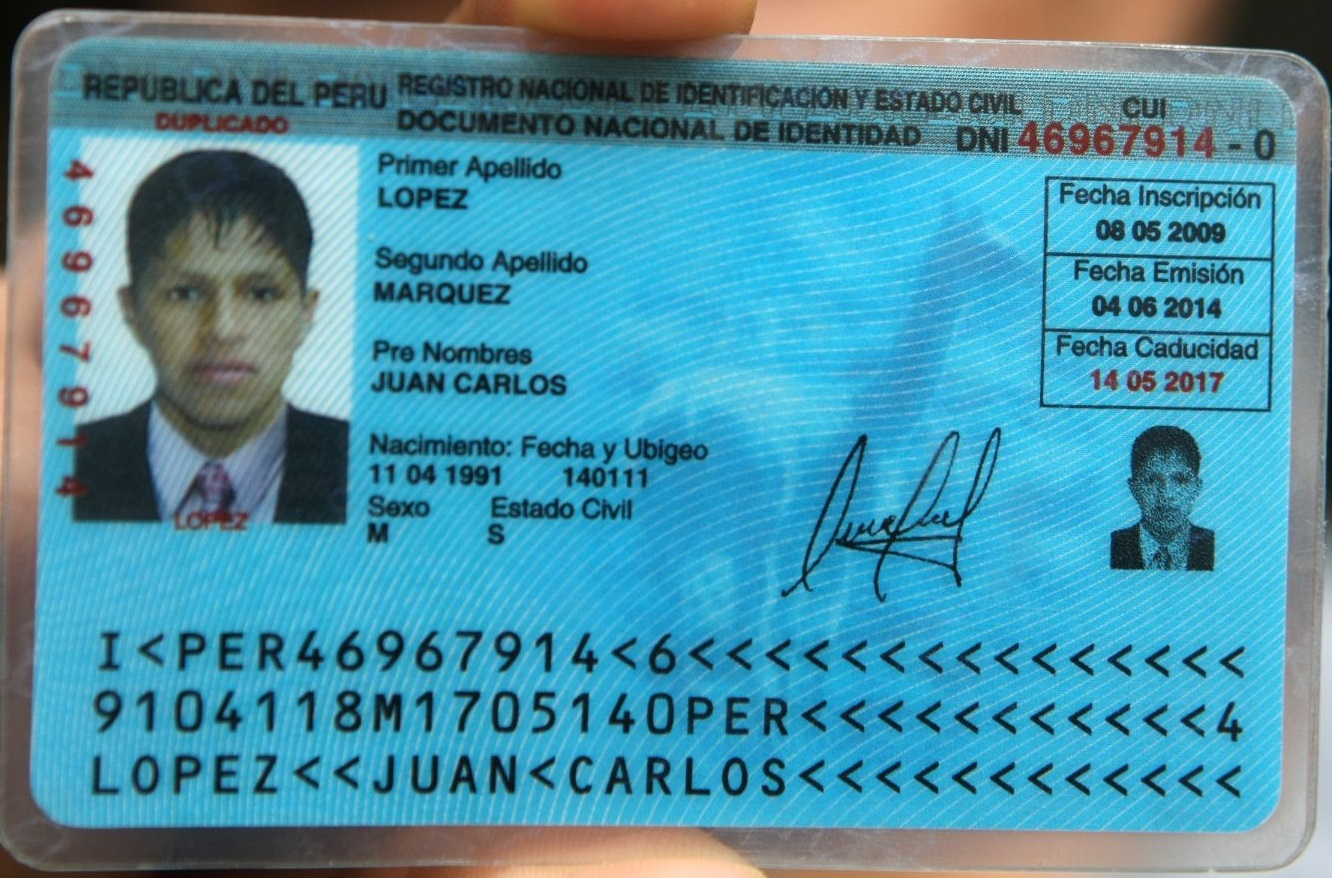 REPUBLICA DEL PERU
DUPLICADO
REGISTRO NACIONAL DE IDENTIFICACION Y ESTADO CIVIL
DOCUMENTO NACIONAL DE IDENTIDAD
CUI
DNI 46967914 - 0
46967914
LOPEZ
Primer Apellido
LOPEZ
Segundo Apellido
MARQUEZ
Pre Nombres
JUAN CARLOS
Nacimiento: Fecha y Ubigeo
11 04 1991 140111
Sexo Estado Civil
M S
Fecha Inscripción
08 05 2009
Fecha Emisión
04 06 2014
Fecha Caducidad
14 05 2017
I<PER46967914<6<<<<<<<<<<<<<<<
9104118M1705140PER<<<<<<<<<<<4
LOPEZ<<JUAN<CARLOS<<<<<<<<<<<<